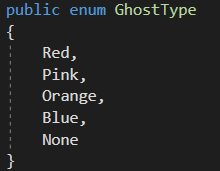 public enum GhostType
{
    Red,
    Pink,
    Orange,
    Blue,
    None
}